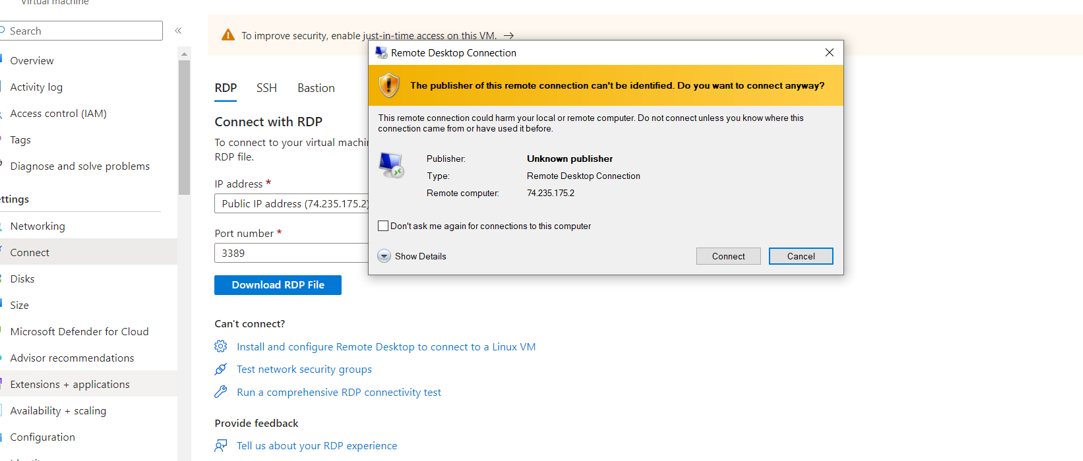 Virtual machine
Search
Overview
Activity log
Access control (IAM)
Tags
Diagnose and solve problems
ettings
Networking
Connect
Disks
Size
Microsoft Defender for Cloud
Advisor recommendations
Extensions + applications
Availability + scaling
Configuration
To improve security, enable just-in-time access on this VM. →
RDP SSH Bastion
Connect with RDP
To connect to your virtual machin
RDP file.
IP address *
Public IP address (74.235.175.2)
Port number *
3389
Download RDP File
Can't connect?
Install and configure Remote Desktop to connect to a Linux VM
Test network security groups
Run a comprehensive RDP connectivity test
Provide feedback
Tell us about your RDP experience
Remote Desktop Connection
The publisher of this remote connection can't be identified. Do you want to connect anyway?
This remote connection could harm your local or remote computer. Do not connect unless you know where this
connection came from or have used it before.
Publisher: Unknown publisher
Type: Remote Desktop Connection
Remote computer: 74.235.175.2
Don't ask me again for connections to this computer
Show Details
Connect
Cancel